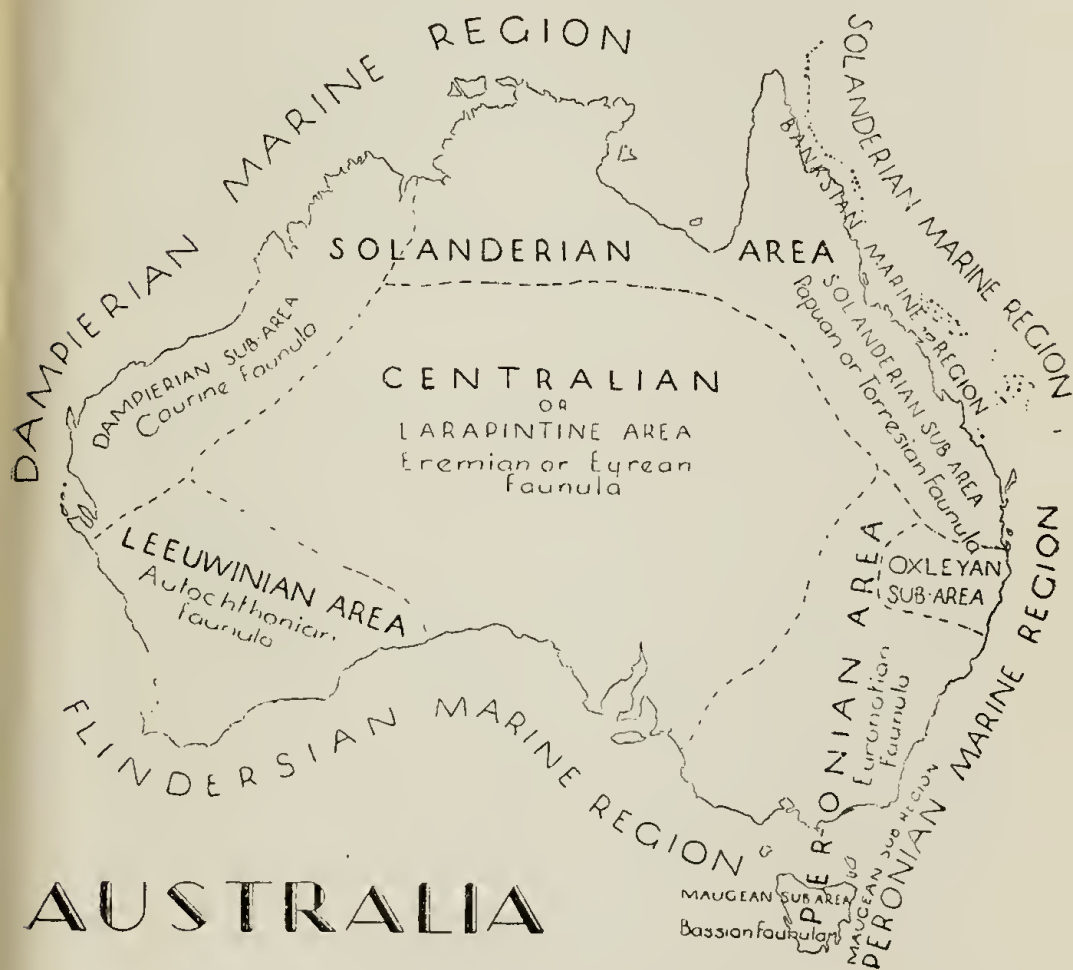 DAMPIERIAN MARINE REGION
SOLANDERIAN MARINE REGION
BANKSIAN MARINE REGION
SOLANDERIAN AREA
SOLANDERIAN SUB AREA
Papuan or Torresian Faunula
DAMPIERIAN SUB-AREA
Caurine Faunula
CENTRALIAN
OR
LARAPINTINE AREA
Eremian or Eyrean
Faunula
LEEUWINIAN AREA
Autochthonian
Faunula
OXLEYAN
SUB-AREA
PERONIAN AREA
Euronotian
Faunula
PERONIAN MARINE REGION
MAUGEAN SUB REGION
FLINDERSIAN MARINE REGION
MAUGEAN SUB AREA
Bassian Faunula
AUSTRALIA